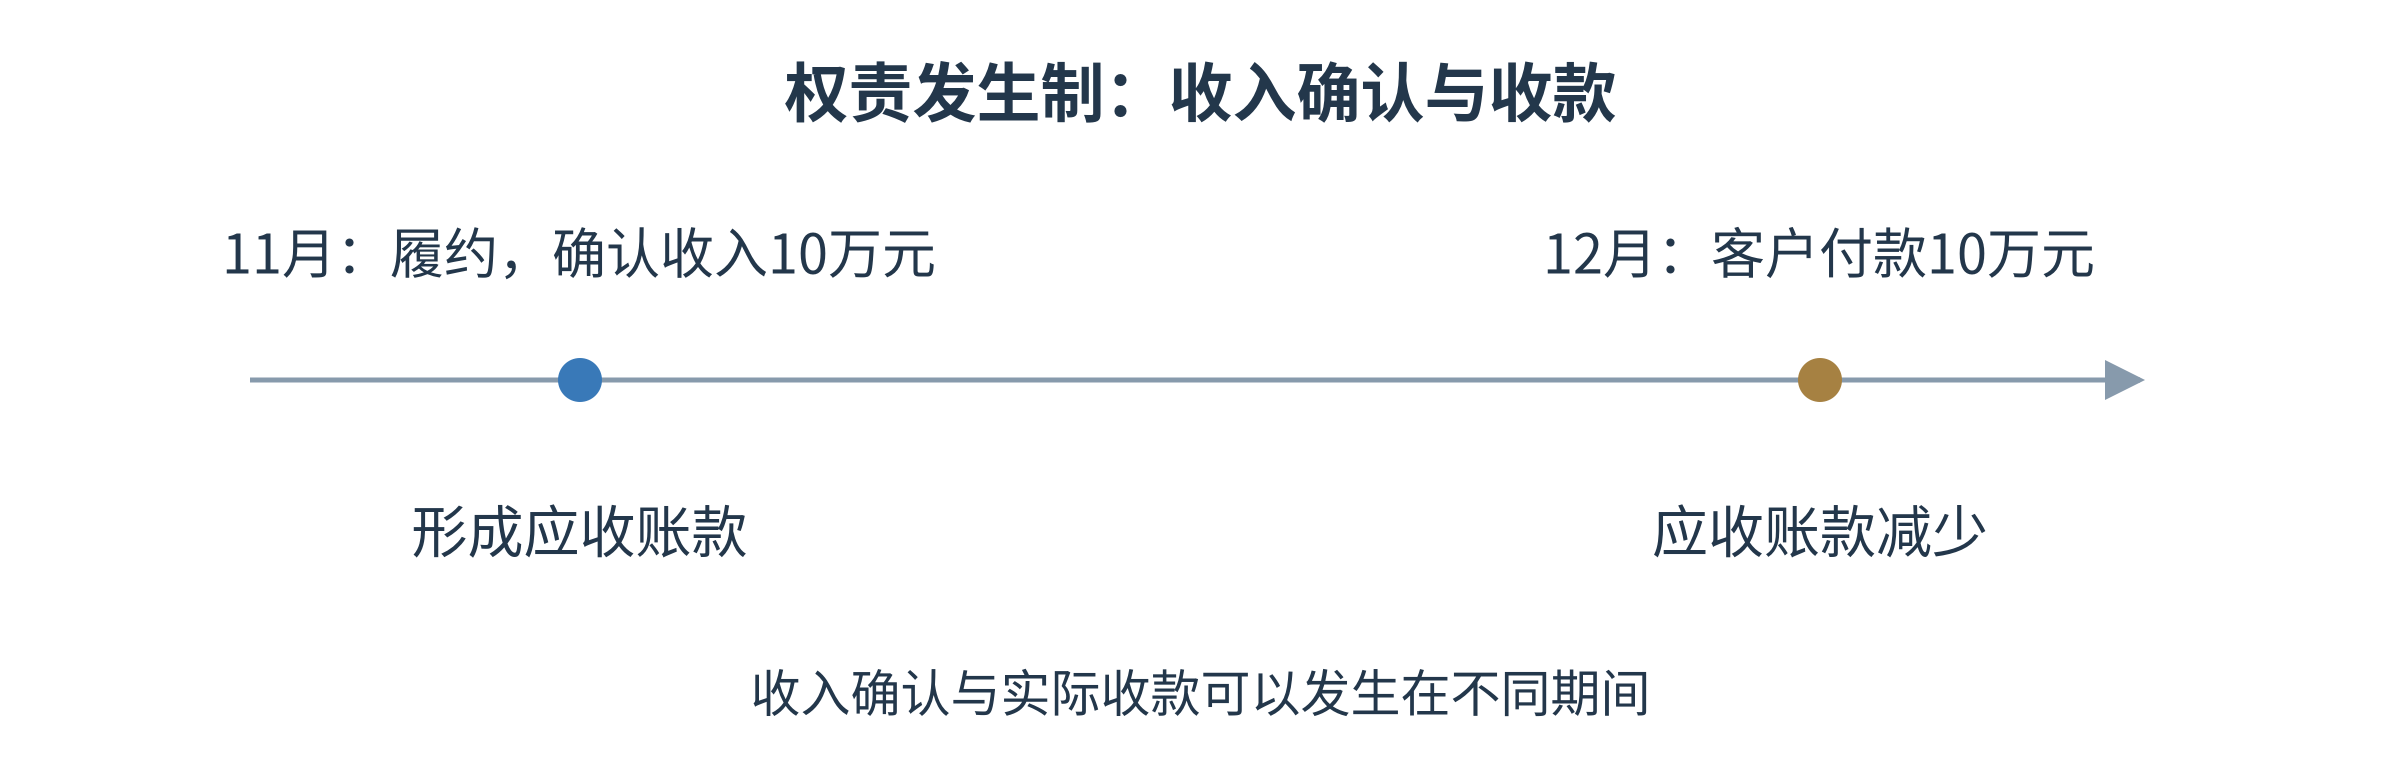 权责发生制：收入确认与收款
11月：履约，确认收入10万元
12月：客户付款10万元
形成应收账款
应收账款减少
收入确认与实际收款可以发生在不同期间